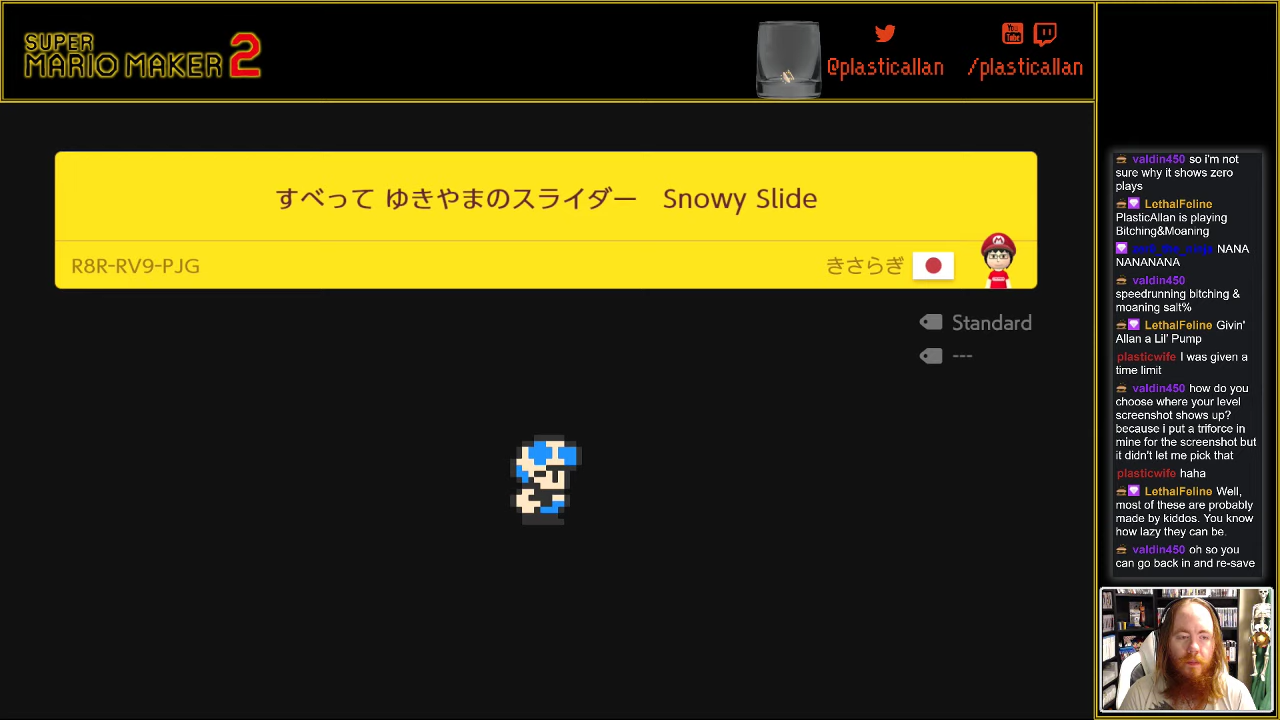 SUPER
MARIO MAKER 2
@plasticallan
/plasticallan
すべって ゆきやまのスライダー　Snowy Slide
R8R-RV9-PJG
きさらぎ
Standard
---
valdin450 so i'm not
sure why it shows zero
plays
LethalFeline
PlasticAllan is playing
Bitching&Moaning
NANA
NANANANA
valdin450
speedrunning bitching &
moaning salt%
LethalFeline Givin'
Allan a Lil' Pump
plasticwife I was given a
time limit
valdin450 how do you
choose where your level
screenshot shows up?
because i put a triforce in
mine for the screenshot but
it didn't let me pick that
plasticwife haha
LethalFeline Well,
most of these are probably
made by kiddos. You know
how lazy they can be.
valdin450 oh so you
can go back in and re-save